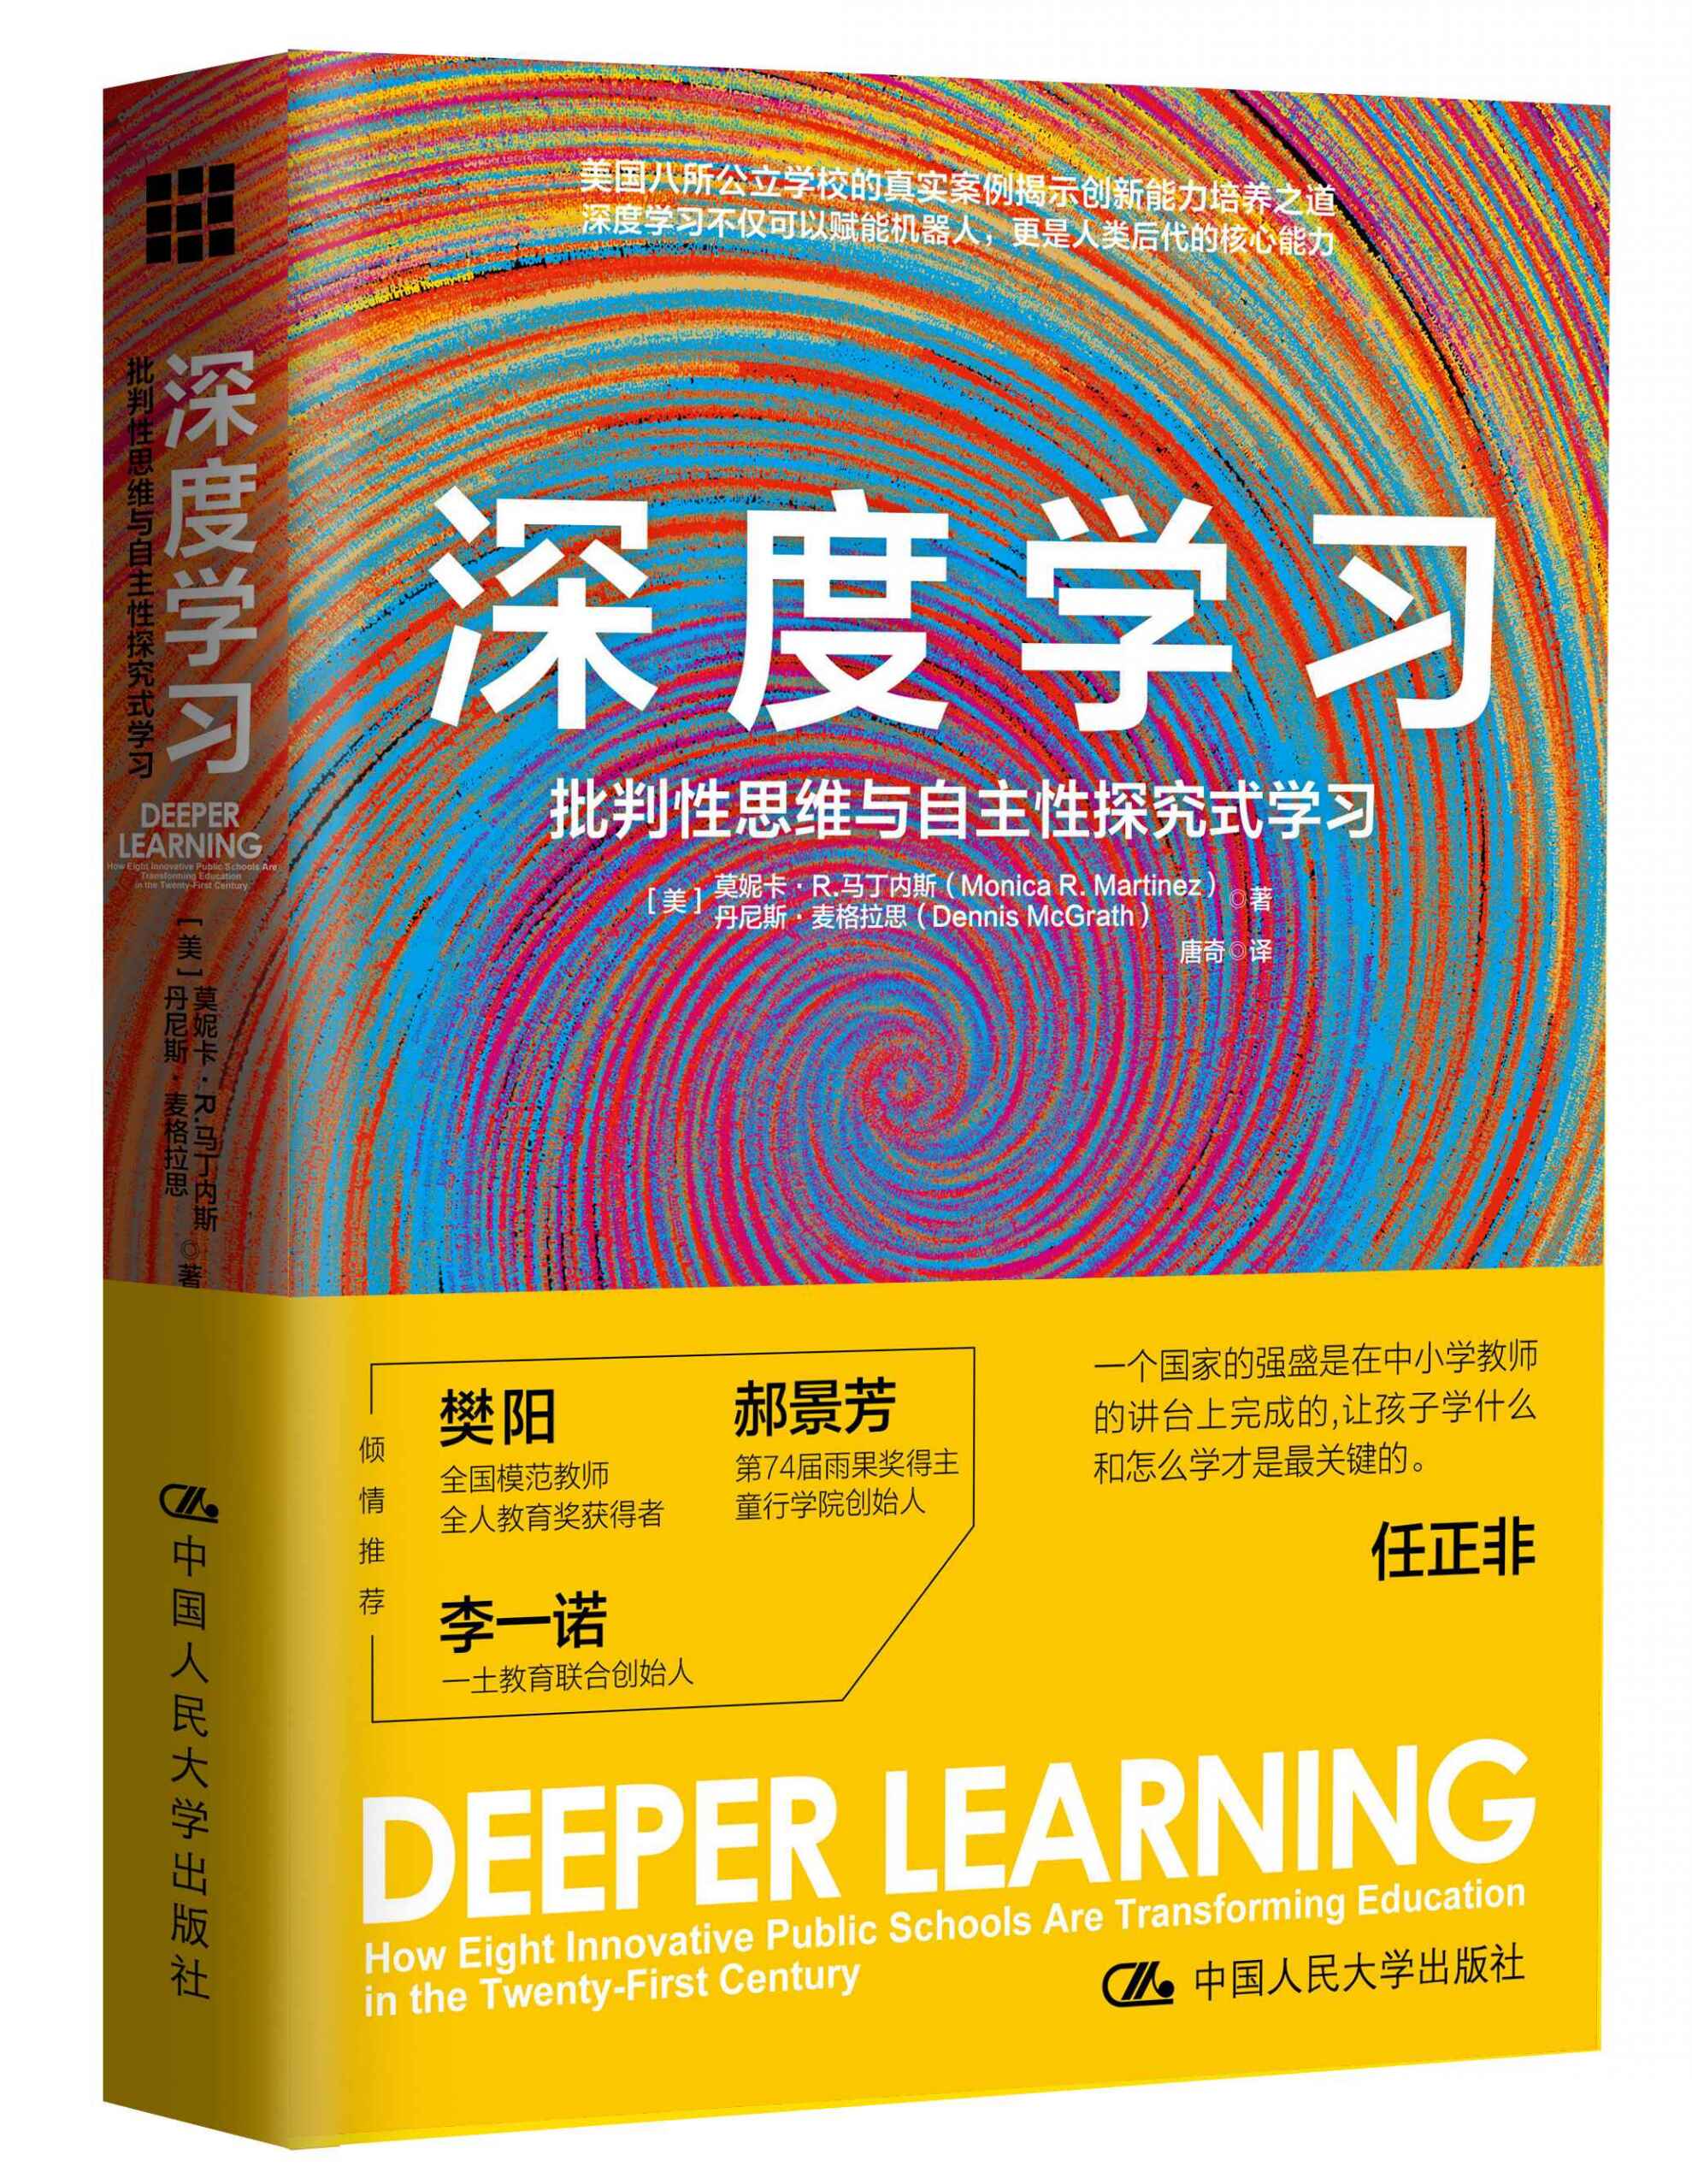 美国八所公立学校的真实案例揭示创新能力培养之道
深度学习不仅可以赋能机器人，更是人类后代的核心能力
深度学习
批判性思维与自主性探究式学习
[美] 莫妮卡·R.马丁内斯（Monica R. Martinez）
丹尼斯·麦格拉思（Dennis McGrath） ◎著
唐奇◎译
倾情推荐
樊阳
全国模范教师
全人教育奖获得者
郝景芳
第74届雨果奖得主
童行学院创始人
李一诺
一土教育联合创始人
一个国家的强盛是在中小学教师
的讲台上完成的,让孩子学什么
和怎么学才是最关键的。
任正非
DEEPER LEARNING
How Eight Innovative Public Schools Are Transforming Education
in the Twenty-First Century
中国人民大学出版社
深度学习
批判性思维与自主性探究式学习
DEEPER
LEARNING
How Eight Innovative Public Schools Are
Transforming Education
in the Twenty-First Century
[美]
莫妮卡·R.马丁内斯
丹尼斯·麦格拉思
◎著
中国人民大学出版社